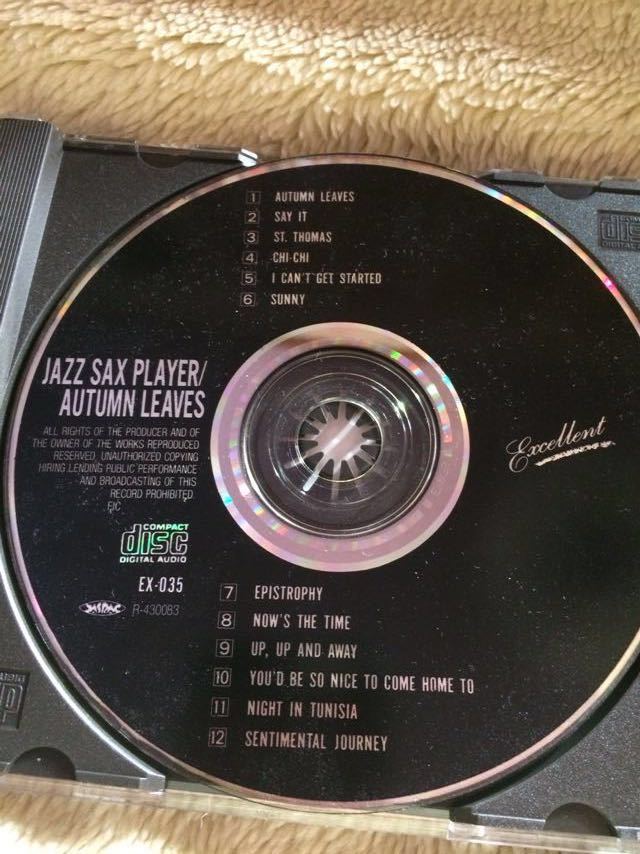 1 AUTUMN LEAVES
2 SAY IT
3 ST. THOMAS
4 CHI-CHI
5 I CAN'T GET STARTED
6 SUNNY
JAZZ SAX PLAYER/
AUTUMN LEAVES
ALL RIGHTS OF THE PRODUCER AND OF
THE OWNER OF THE WORKS REPRODUCED
RESERVED, UNAUTHORIZED COPYING
HIRING LENDING PUBLIC PERFORMANCE
AND BROADCASTING OF THIS
RECORD PROHIBITED
EIC
COMPACT
disc
DIGITAL AUDIO
EX-035
JASRAC R-430083
Excellent
7 EPISTROPHY
8 NOW'S THE TIME
9 UP, UP AND AWAY
10 YOU'D BE SO NICE TO COME HOME TO
11 NIGHT IN TUNISIA
12 SENTIMENTAL JOURNEY